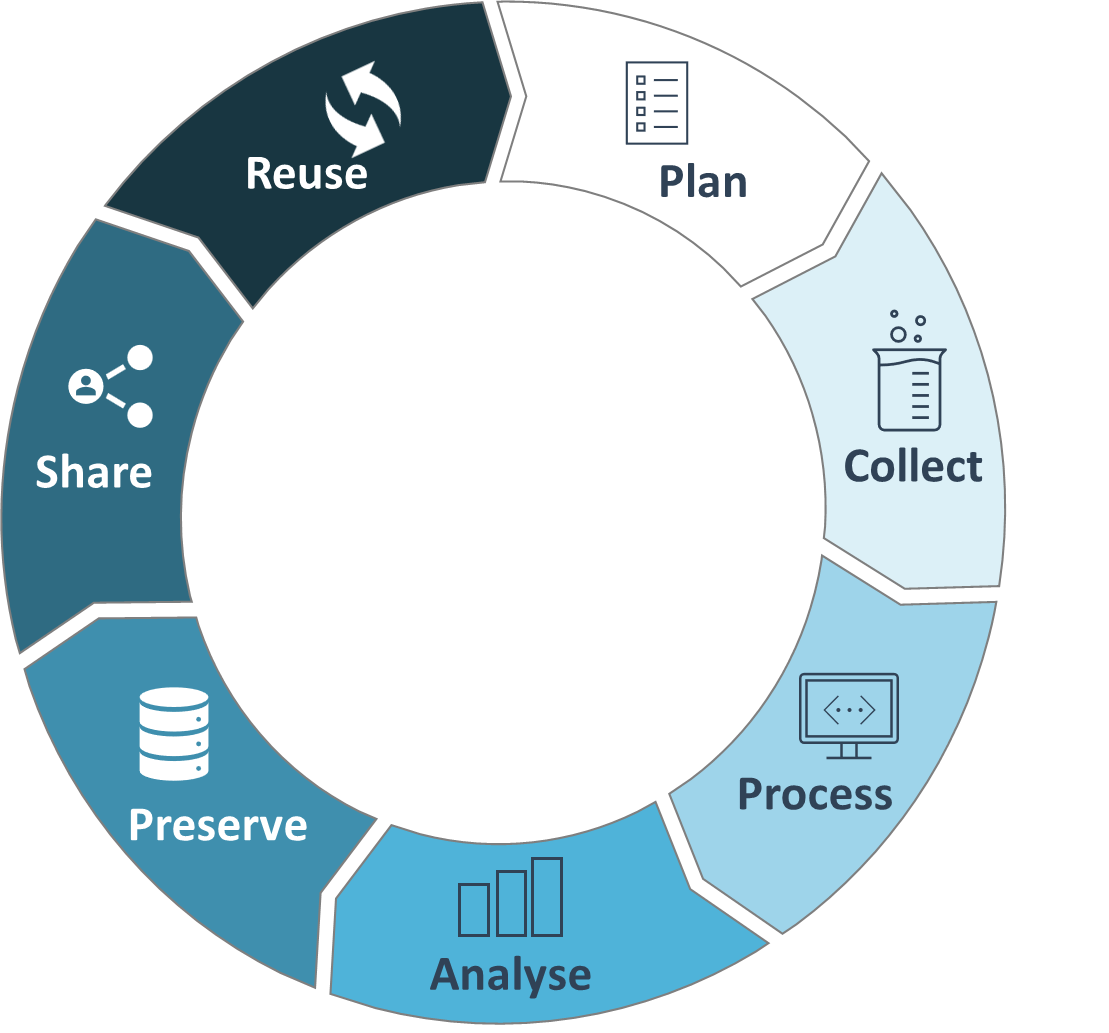 Plan
Collect
Process
Analyse
Preserve
Share
Reuse